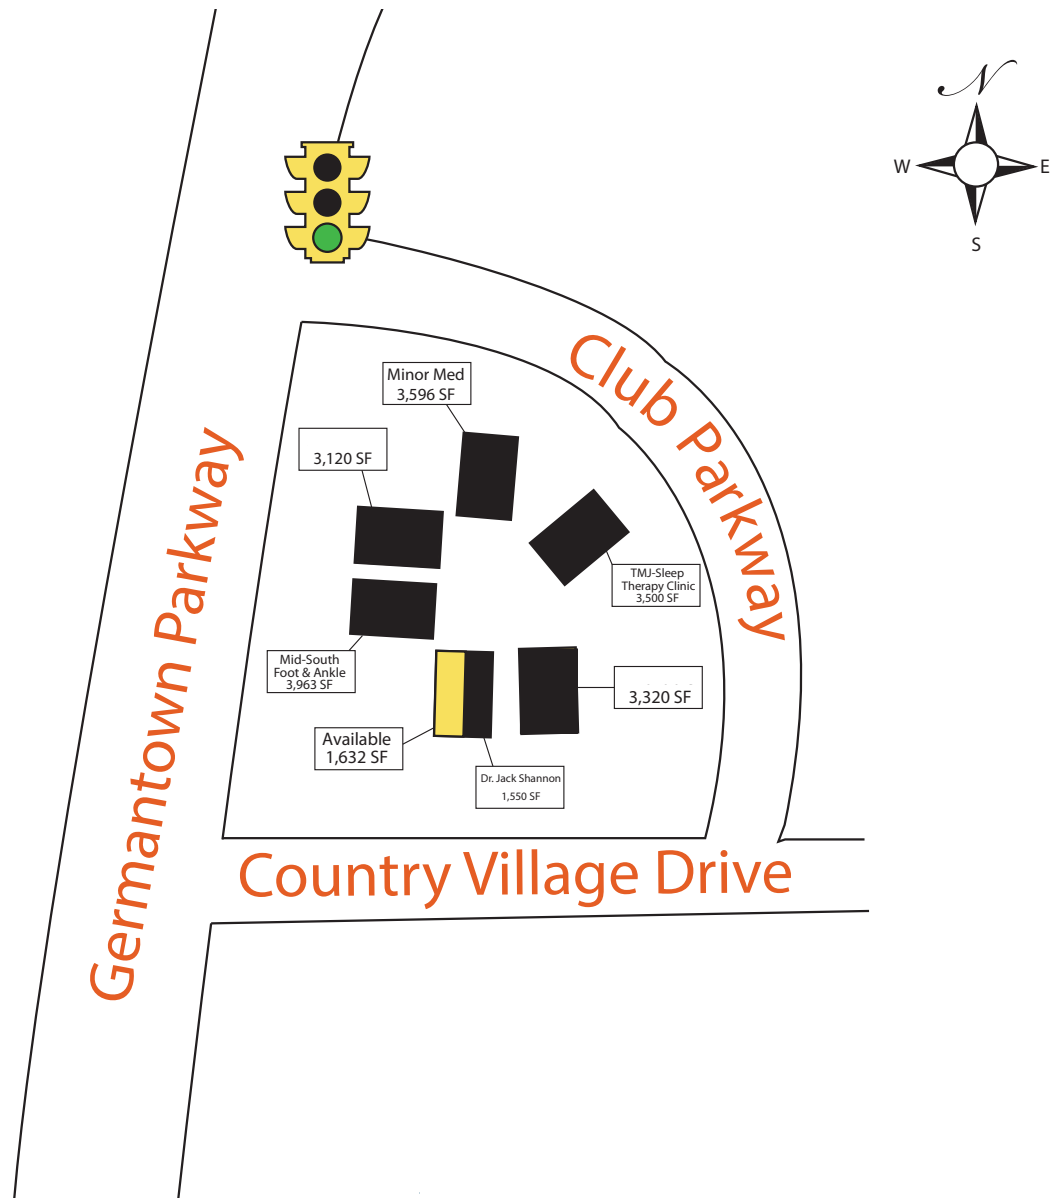 N
W
E
S
Club Parkway
Minor Med
3,596 SF
3,120 SF
Germantown Parkway
TMJ-Sleep
Therapy Clinic
3,500 SF
Mid-South
Foot & Ankle
3,963 SF
3,320 SF
Available
1,632 SF
Dr. Jack Shannon
1,550 SF
Country Village Drive